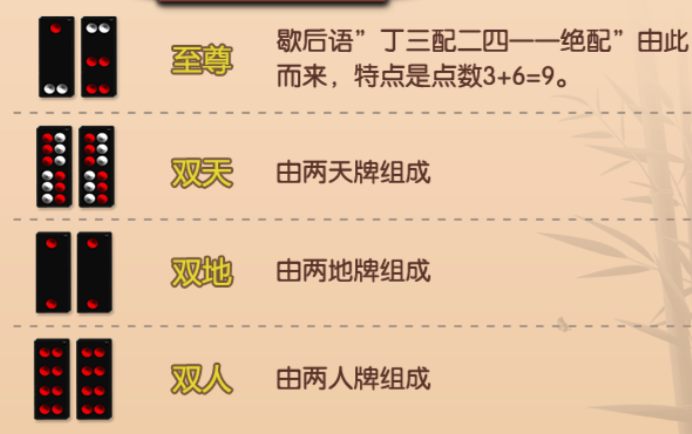 至尊
歇后语”丁三配二四——绝配”由此
而来，特点是点数3+6=9。
双天
由两天牌组成
双地
由两地牌组成
双人
由两人牌组成